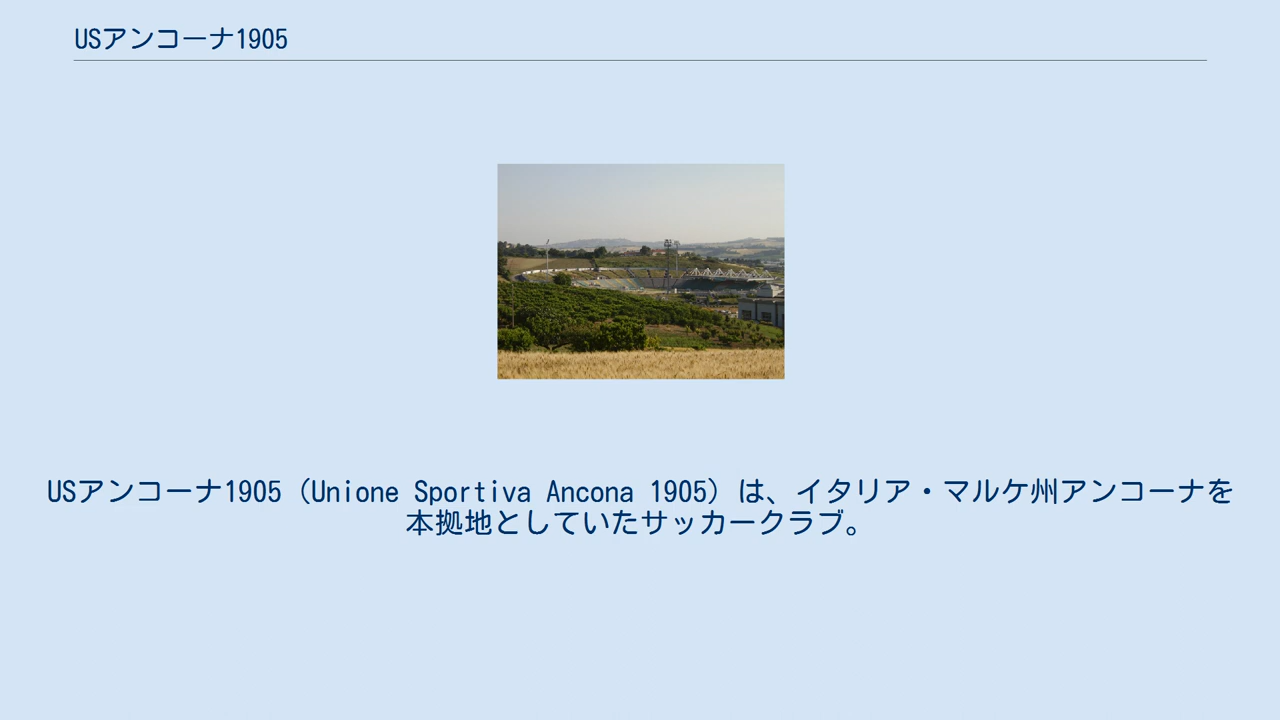 USアンコーナ1905
USアンコーナ1905（Unione Sportiva Ancona 1905）は、イタリア・マルケ州アンコーナを
本拠地としていたサッカークラブ。